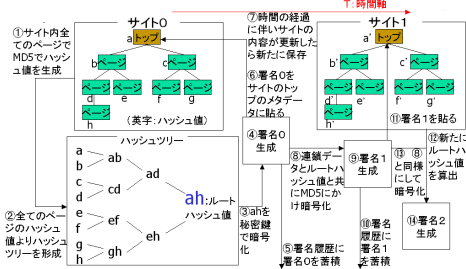 T：時間軸
サイト0
①サイト内全
てのページで
MD5でハッシ
ュ値を生成
a トップ
b ページ
c ページ
ページ ページ ページ ページ
d e f g
ページ
h
(英字：ハッシュ値)
⑦時間の経過
に伴いサイトの
内容が更新した
ら新たに保存
⑥署名0を
サイトのトッ
プのメタデー
タに貼る
サイト1
a' トップ
b' ページ
c' ページ
ページ ページ ページ ページ
d' e' f' g'
ページ
h'
⑪署名1を貼る
ハッシュツリー
a
b
c
d
e
f
g
h
ab
cd
ef
gh
ad
eh
ah:ルート
ハッシュ値
②全てのペー
ジのハッシュ
値よりハッシュ
ツリーを形成
③ahを
秘密鍵
で暗号
化
④署名0
生成
⑤署名履歴に
署名0を蓄積
⑧連鎖デー
タとルートハ
ッシュ値と共
にMD5にか
け暗号化
⑨署名1
生成
⑩署名
履歴に
署名1
を蓄積
⑬ ⑧
と同様
にして
暗号化
⑫新たに
ルートハッ
シュ値
を算出
⑭署名2
生成